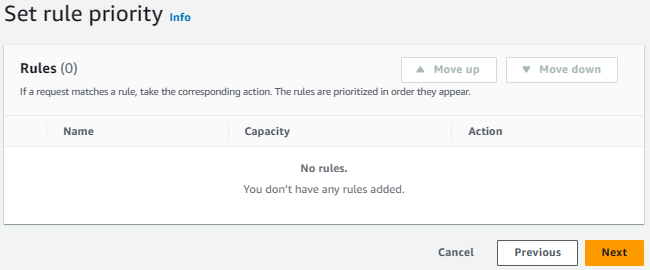 Set rule priority Info
Rules (0)
Move up
Move down
If a request matches a rule, take the corresponding action. The rules are prioritized in order they appear.
Name Capacity Action
No rules.
You don't have any rules added.
Cancel Previous Next